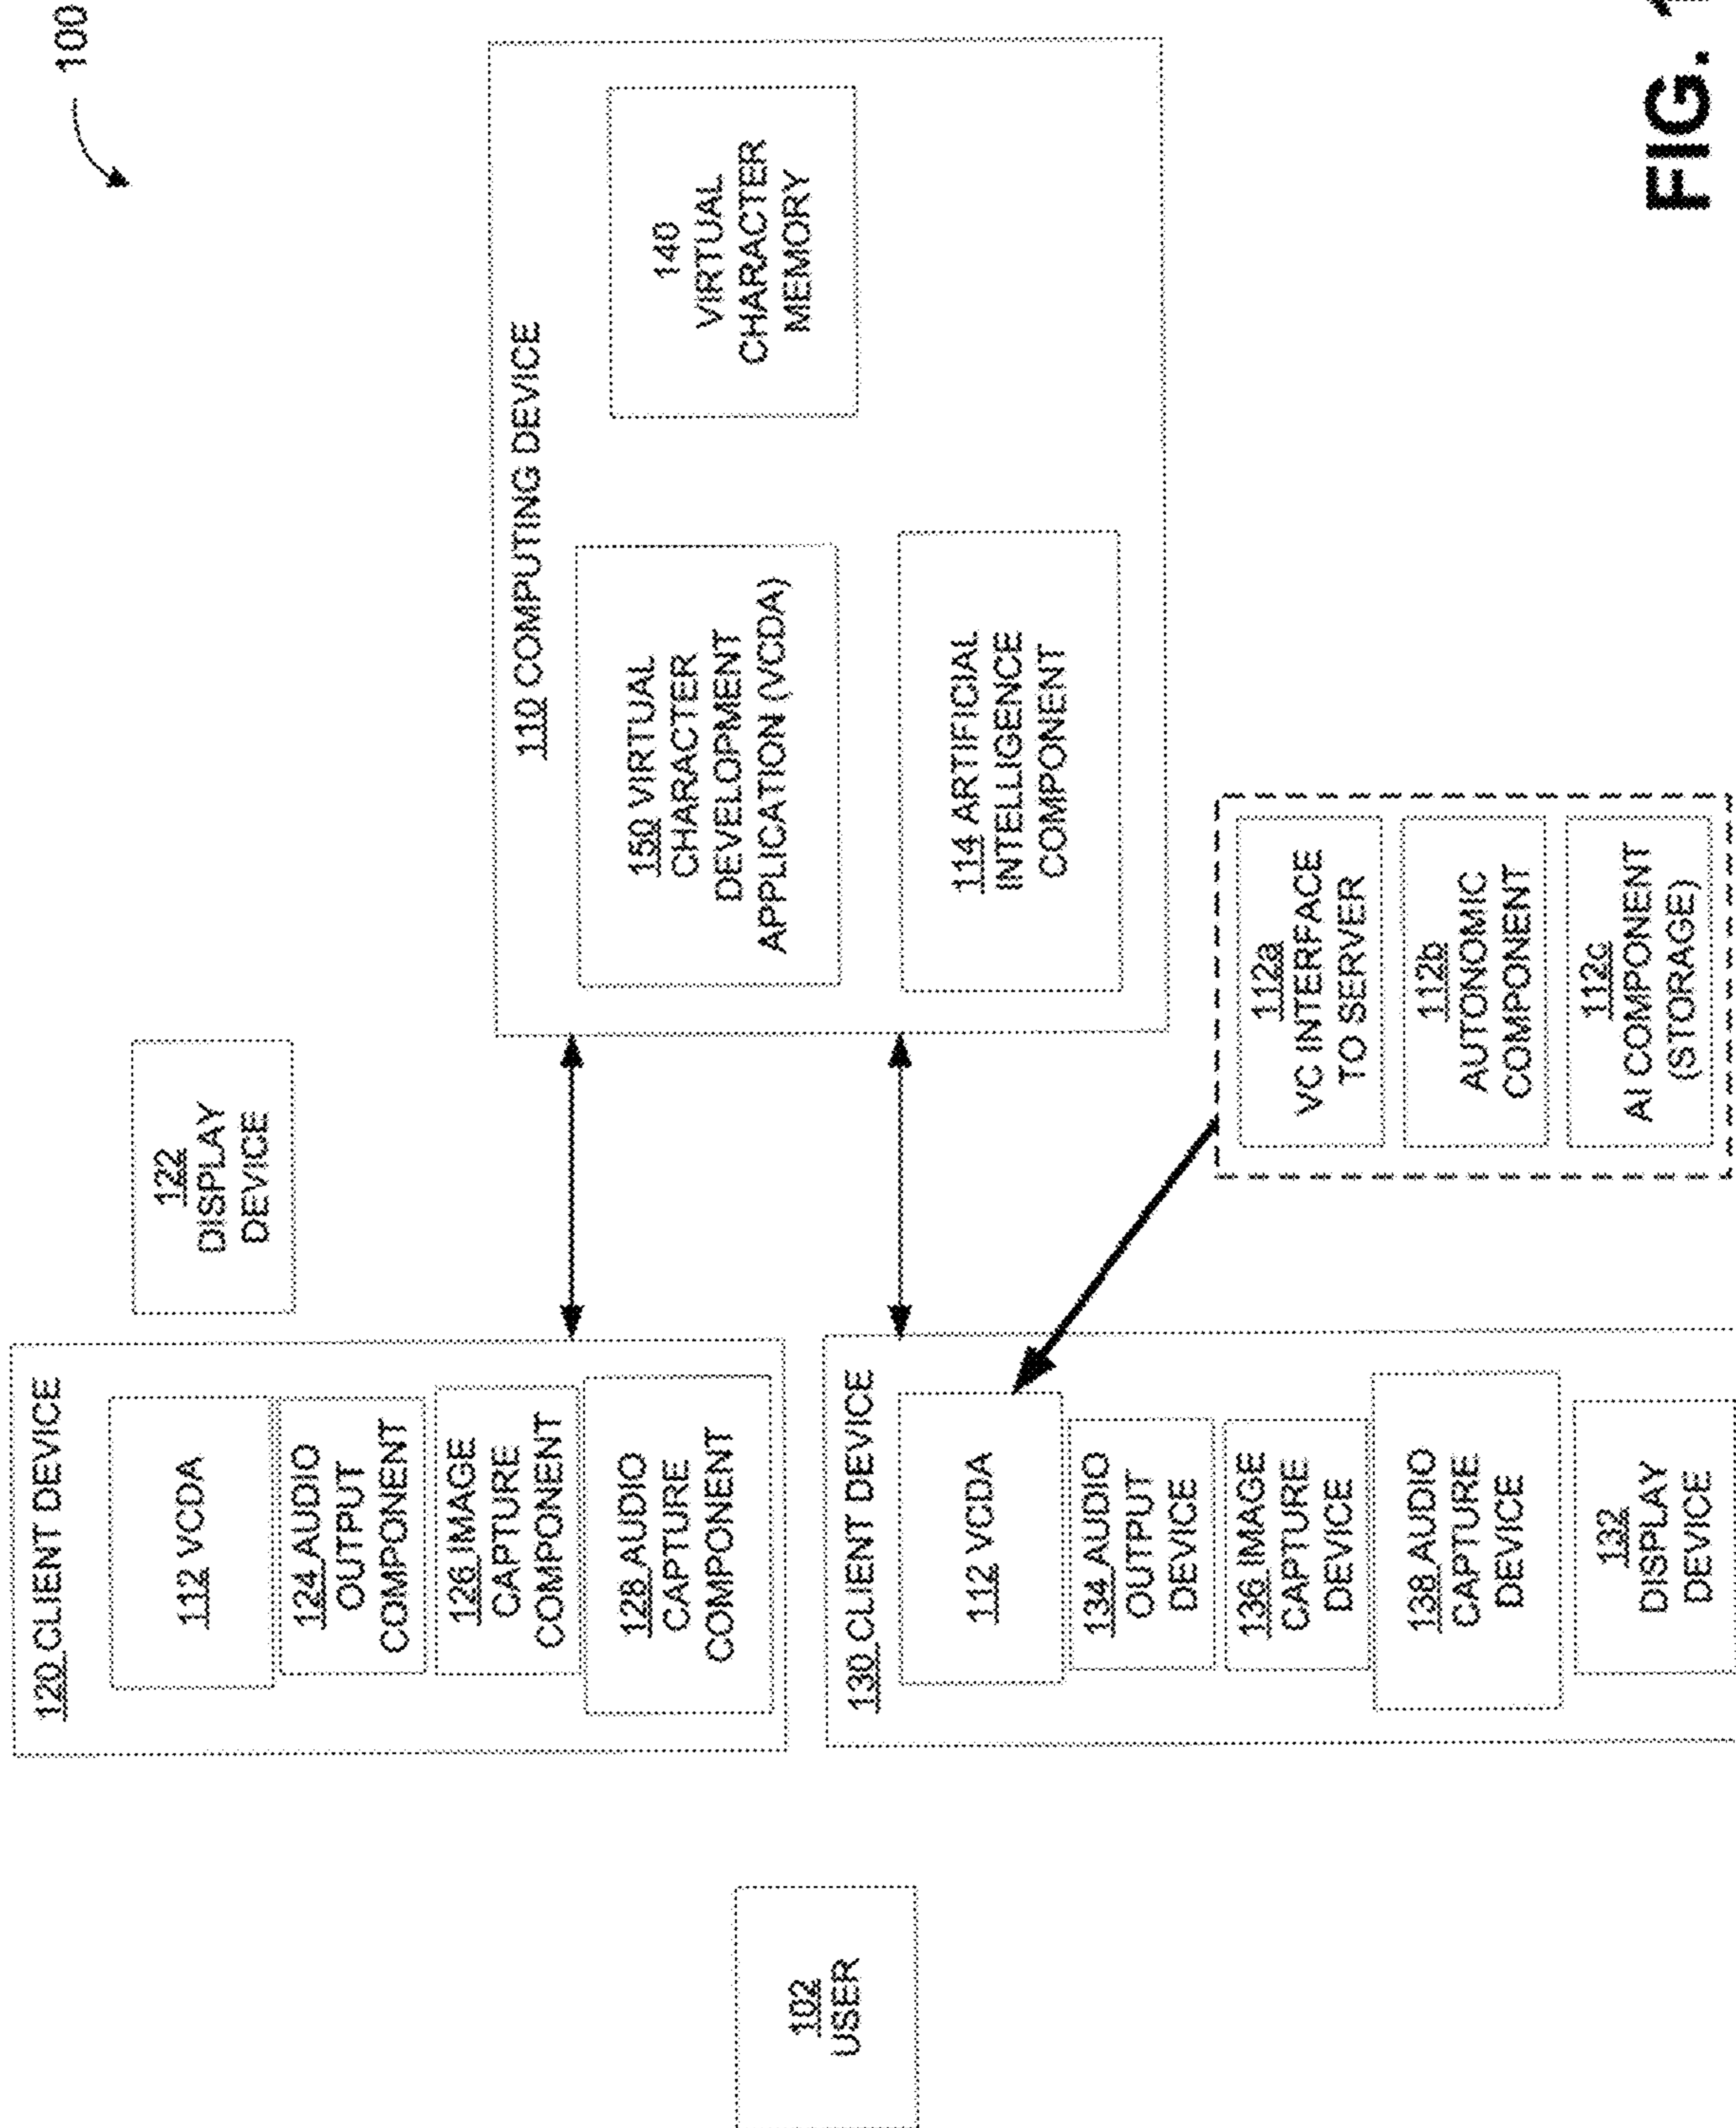 100
120 CLIENT DEVICE
112 VCDA
124 AUDIO
OUTPUT
COMPONENT
126 IMAGE
CAPTURE
COMPONENT
128 AUDIO
CAPTURE
COMPONENT
122
DISPLAY
DEVICE
110 COMPUTING DEVICE
150 VIRTUAL
CHARACTER
DEVELOPMENT
APPLICATION (VCDA)
140
VIRTUAL
CHARACTER
MEMORY
114 ARTIFICIAL
INTELLIGENCE
COMPONENT
102
USER
130 CLIENT DEVICE
112 VCDA
134 AUDIO
OUTPUT
DEVICE
136 IMAGE
CAPTURE
DEVICE
138 AUDIO
CAPTURE
DEVICE
132
DISPLAY
DEVICE
112a
VC INTERFACE
TO SERVER
112b
AUTONOMIC
COMPONENT
112c
AI COMPONENT
(STORAGE)
FIG. 1